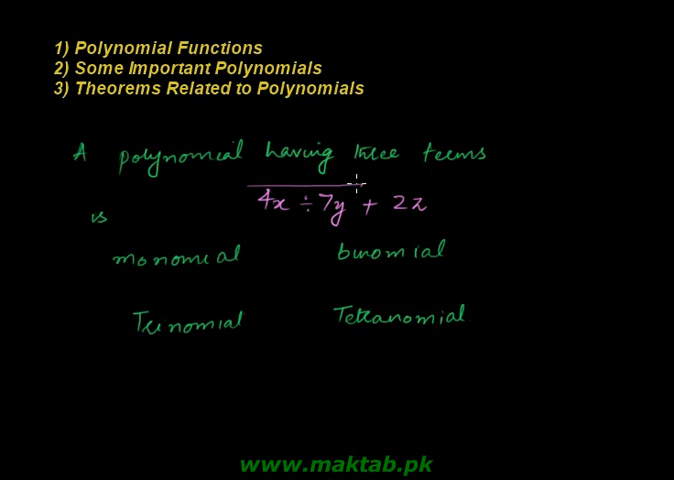 1) Polynomial Functions
2) Some Important Polynomials
3) Theorems Related to Polynomials
A polynomial having three terms
4x ÷ 7y + 2z
is
monomial binomial
Trinomial Tetranomial
www.maktab.pk